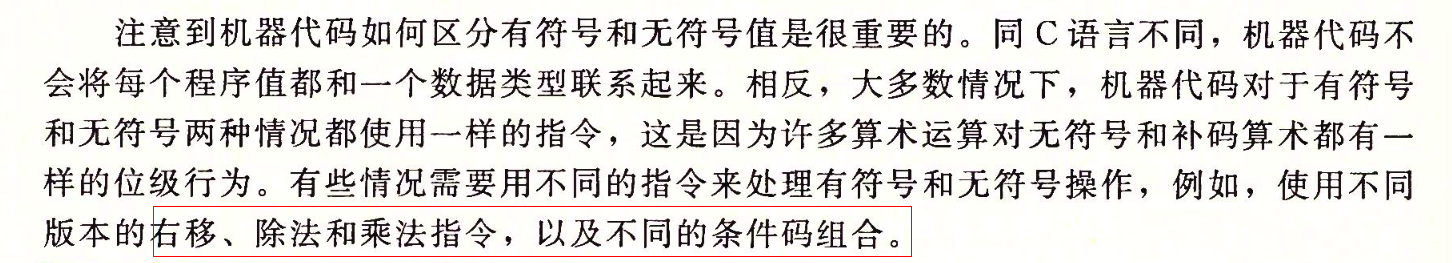 注意到机器代码如何区分有符号和无符号值是很重要的。同C语言不同，机器代码不
会将每个程序值都和一个数据类型联系起来。相反，大多数情况下，机器代码对于有符号
和无符号两种情况都使用一样的指令，这是因为许多算术运算对无符号和补码算术都有一
样的位级行为。有些情况需要用不同的指令来处理有符号和无符号操作，例如，使用不同
版本的右移、除法和乘法指令，以及不同的条件码组合。